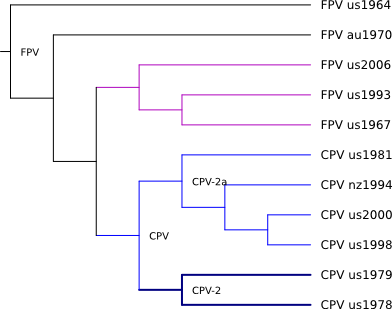 FPV us1964
FPV au1970
FPV
FPV us2006
FPV us1993
FPV us1967
CPV us1981
CPV-2a
CPV nz1994
CPV us2000
CPV
CPV us1998
CPV us1979
CPV-2
CPV us1978